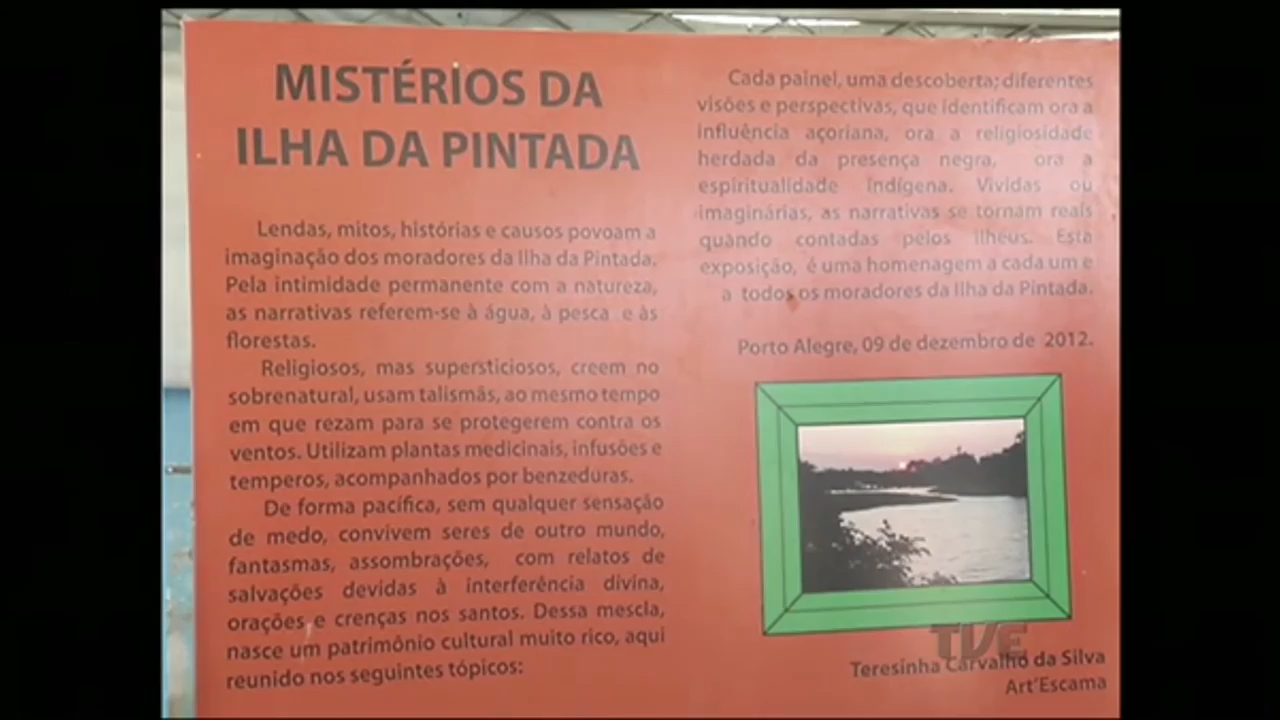 MISTÉRIOS DA
ILHA DA PINTADA
Lendas, mitos, histórias e causos povoam a
imaginação dos moradores da Ilha da Pintada.
Pela intimidade permanente com a natureza,
as narrativas referem-se à água, à pesca e às
florestas.
Religiosos, mas supersticiosos, creem no
sobrenatural, usam talismãs, ao mesmo tempo
em que rezam para se protegerem contra os
ventos. Utilizam plantas medicinais, infusões e
temperos, acompanhados por benzeduras.
De forma pacífica, sem qualquer sensação
de medo, convivem seres de outro mundo,
fantasmas, assombrações, com relatos de
salvações devidas à interferência divina,
orações e crenças nos santos. Dessa mescla,
nasce um patrimônio cultural muito rico, aqui
reunido nos seguintes tópicos:
Cada painel, uma descoberta; diferentes
visões e perspectivas, que identificam ora a
influência açoriana, ora a religiosidade
herdada da presença negra, ora a
espiritualidade indígena. Vividas ou
imaginárias, as narrativas se tornam reais
quando contadas pelos ilhéus. Esta
exposição, é uma homenagem a cada um e
a todos os moradores da Ilha da Pintada.
Porto Alegre, 09 de dezembro de 2012.
TVE
Teresinha Carvalho da Silva
Art'Escama